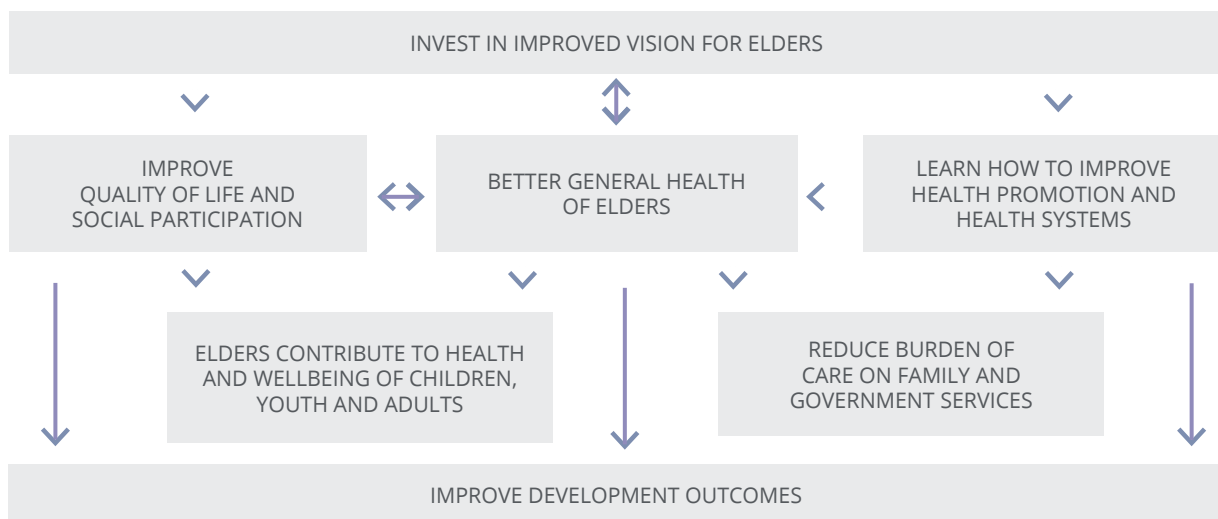 INVEST IN IMPROVED VISION FOR ELDERS
IMPROVE
QUALITY OF LIFE AND
SOCIAL PARTICIPATION
BETTER GENERAL HEALTH
OF ELDERS
LEARN HOW TO IMPROVE
HEALTH PROMOTION AND
HEALTH SYSTEMS
ELDERS CONTRIBUTE TO HEALTH
AND WELLBEING OF CHILDREN,
YOUTH AND ADULTS
REDUCE BURDEN OF
CARE ON FAMILY AND
GOVERNMENT SERVICES
IMPROVE DEVELOPMENT OUTCOMES